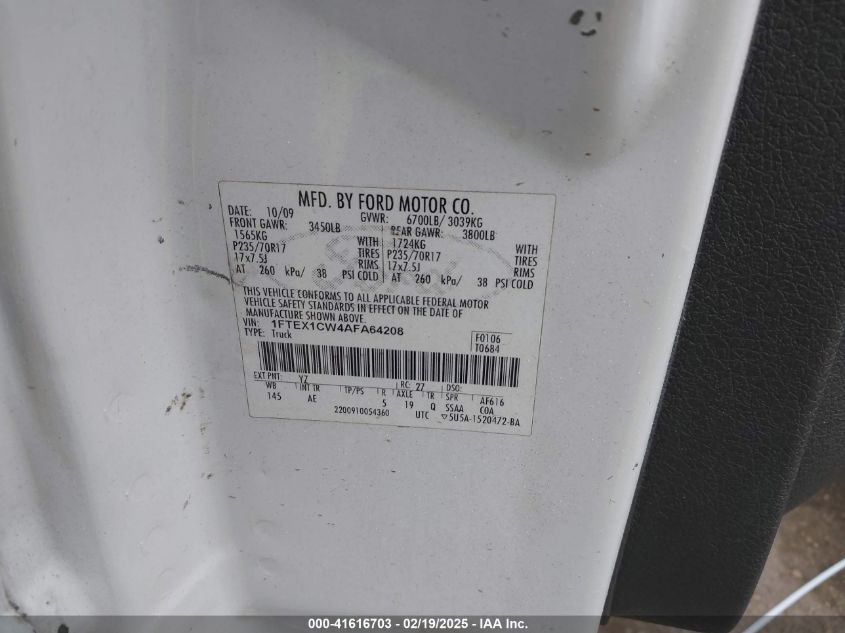 MFD. BY FORD MOTOR CO.
DATE: 10/09 GVWR: 6700LB/ 3039KG
FRONT GAWR: 3450LB REAR GAWR: 3800LB
1565KG WITH 1724KG WITH
P235/70R17 TIRES P235/70R17 TIRES
17x7.5J RIMS 17x7.5J RIMS
AT 260 kPa/ 38 PSI COLD AT 260 kPa/ 38 PSI COLD
THIS VEHICLE CONFORMS TO ALL APPLICABLE FEDERAL MOTOR
VEHICLE SAFETY STANDARDS IN EFFECT ON THE DATE OF
MANUFACTURE SHOWN ABOVE
VIN: 1FTEX1CW4AFA64208
TYPE: Truck
F0106
T0684
EXT PNT: YZ RC: 27 DSO:
WB INT TR TP/PS R AXLE TR SPR AF616
145 AE 5 19 Q SSAA COA
2200910054360 UTC ▽5U5A-1520472-BA
000-41616703 - 02/19/2025 - IAA Inc.